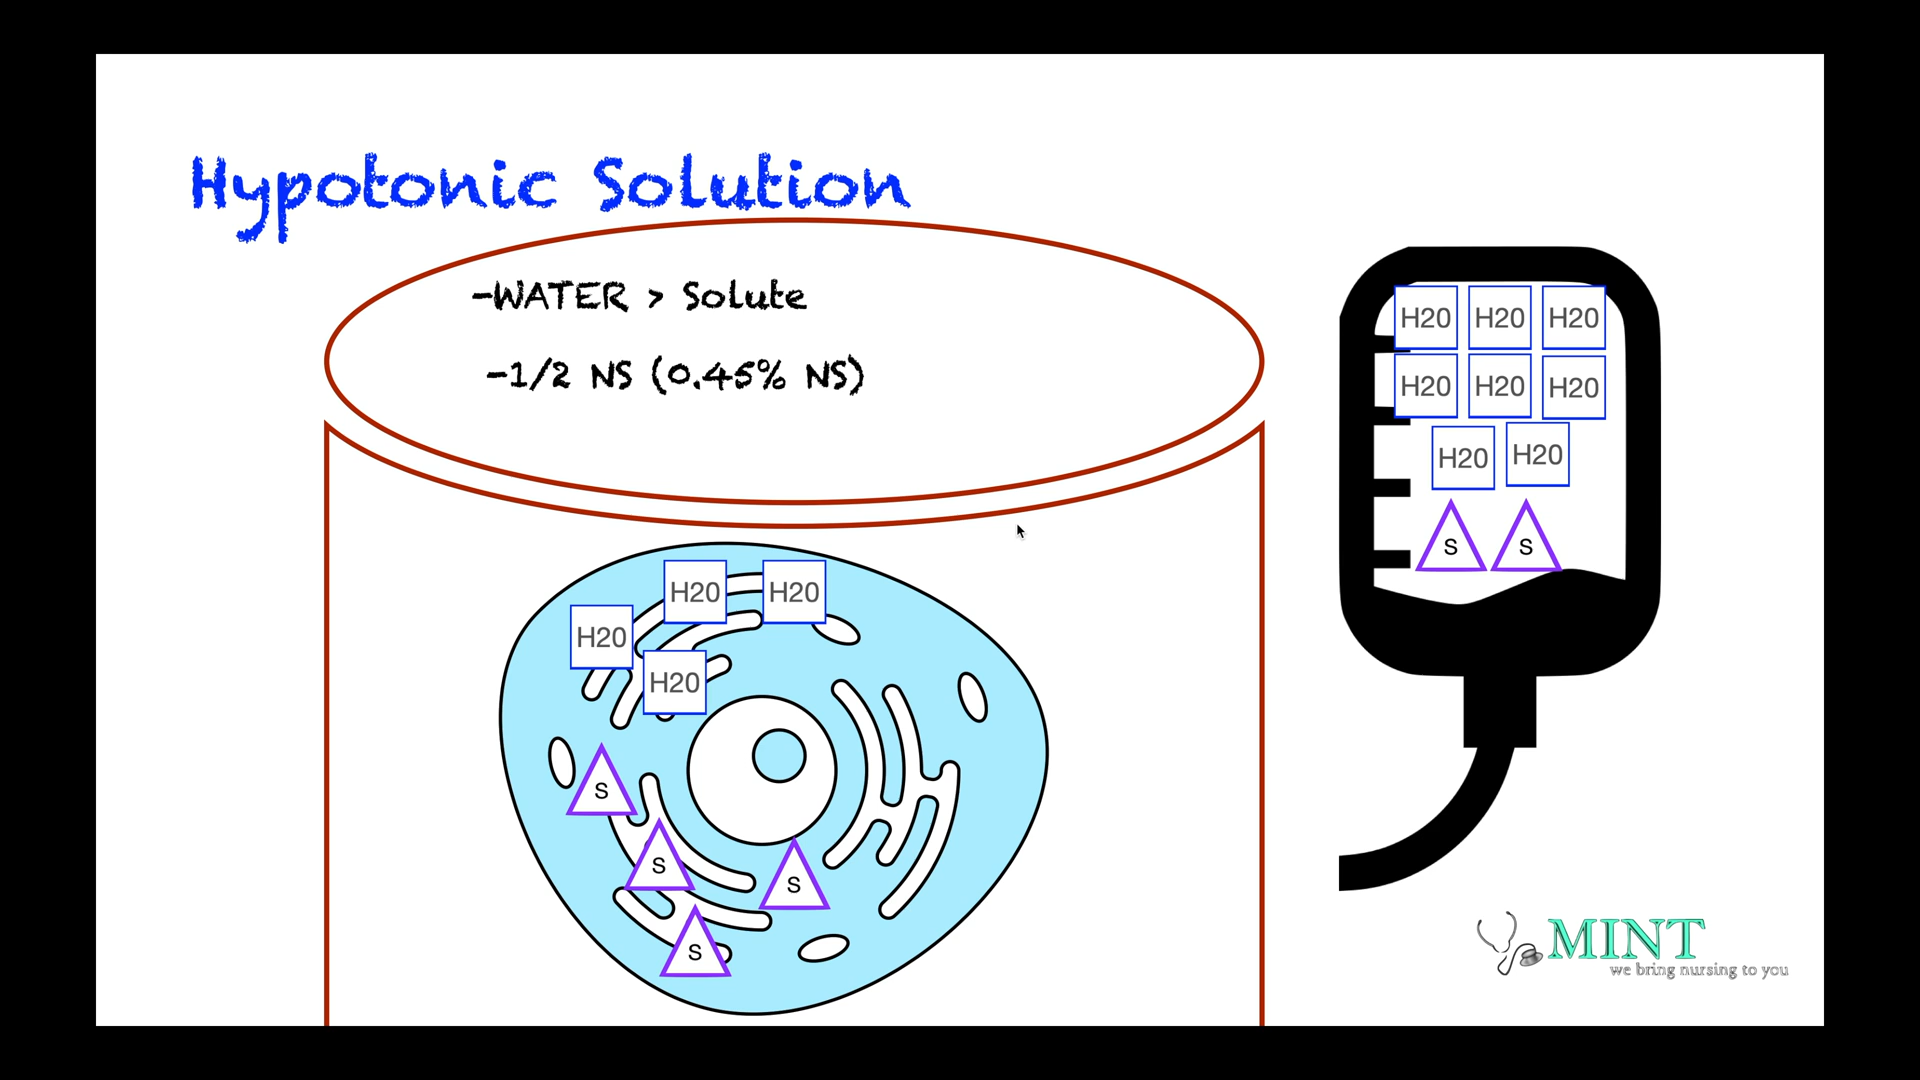 Hypotonic Solution
-WATER > Solute
-1/2 NS (0.45% NS)
H20 H20 H20
H20 H20 H20
H20 H20
S S
H20 H20
H20
H20
S
S
S
S
MINT
we bring nursing to you